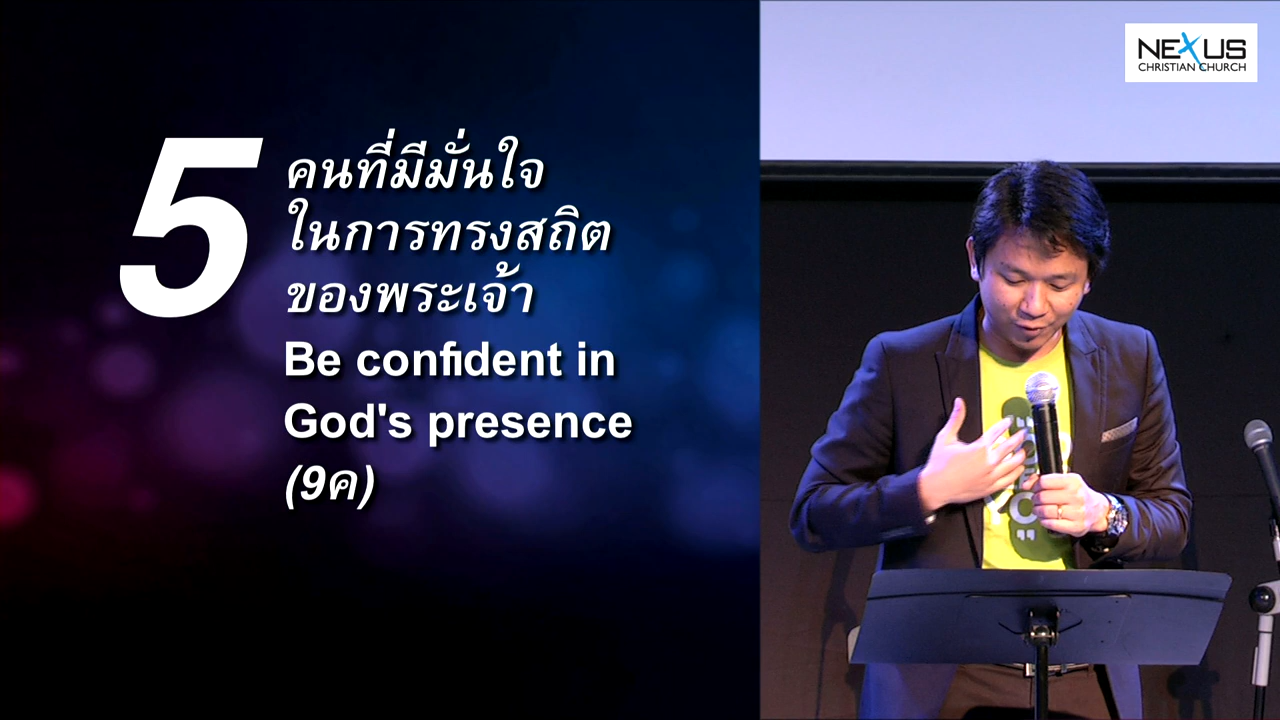 5
คนที่มีมั่นใจ
ในการทรงสถิต
ของพระเจ้า
Be confident in
God's presence
(9ค)
NEXUS
CHRISTIAN CHURCH